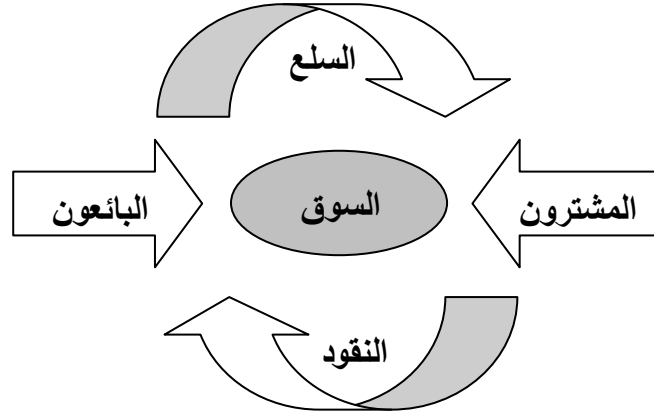 السلع
المشترون
السوق
البائعون
النقود